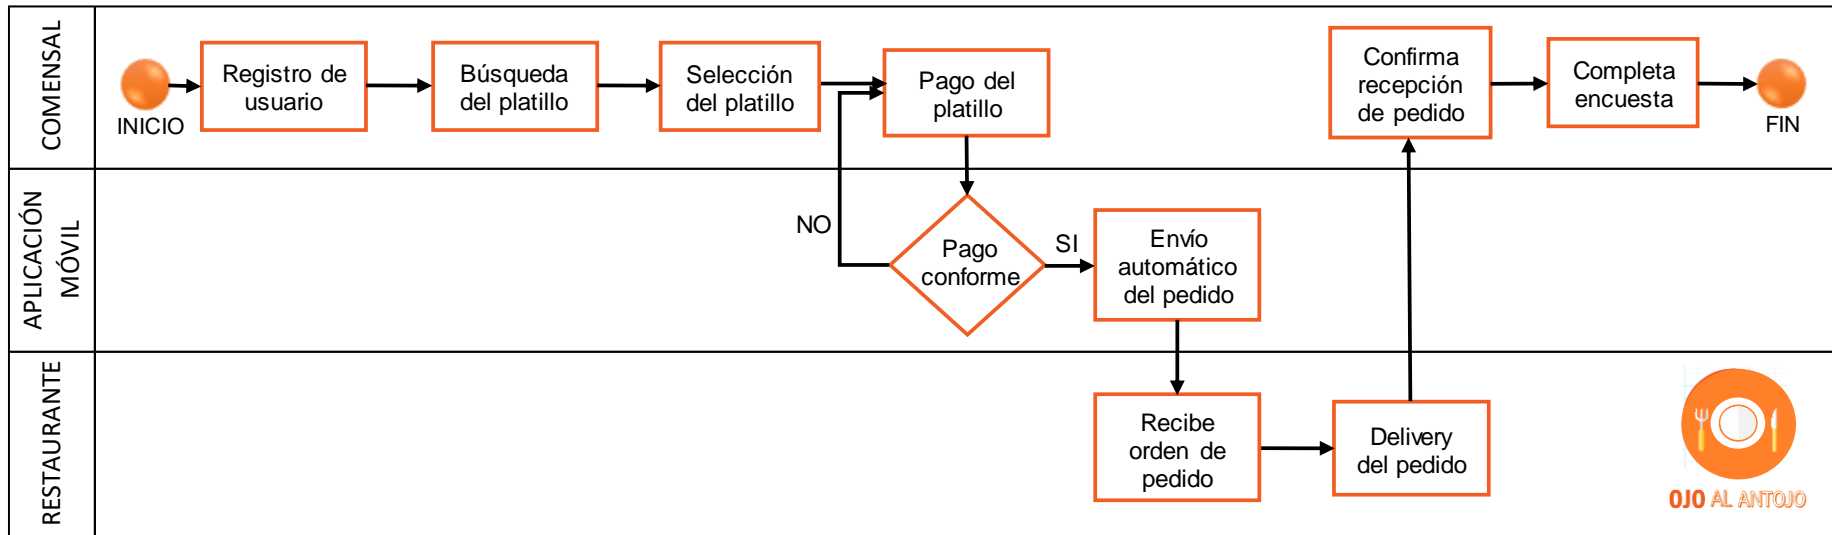 COMENSAL
INICIO
Registro de
usuario
Búsqueda
del platillo
Selección
del platillo
Pago del
platillo
Confirma
recepción
de pedido
Completa
encuesta
FIN
APLICACIÓN
MÓVIL
NO
Pago
conforme
SI
Envío
automático
del pedido
RESTAURANTE
Recibe
orden de
pedido
Delivery
del pedido
OJO AL ANTOJO